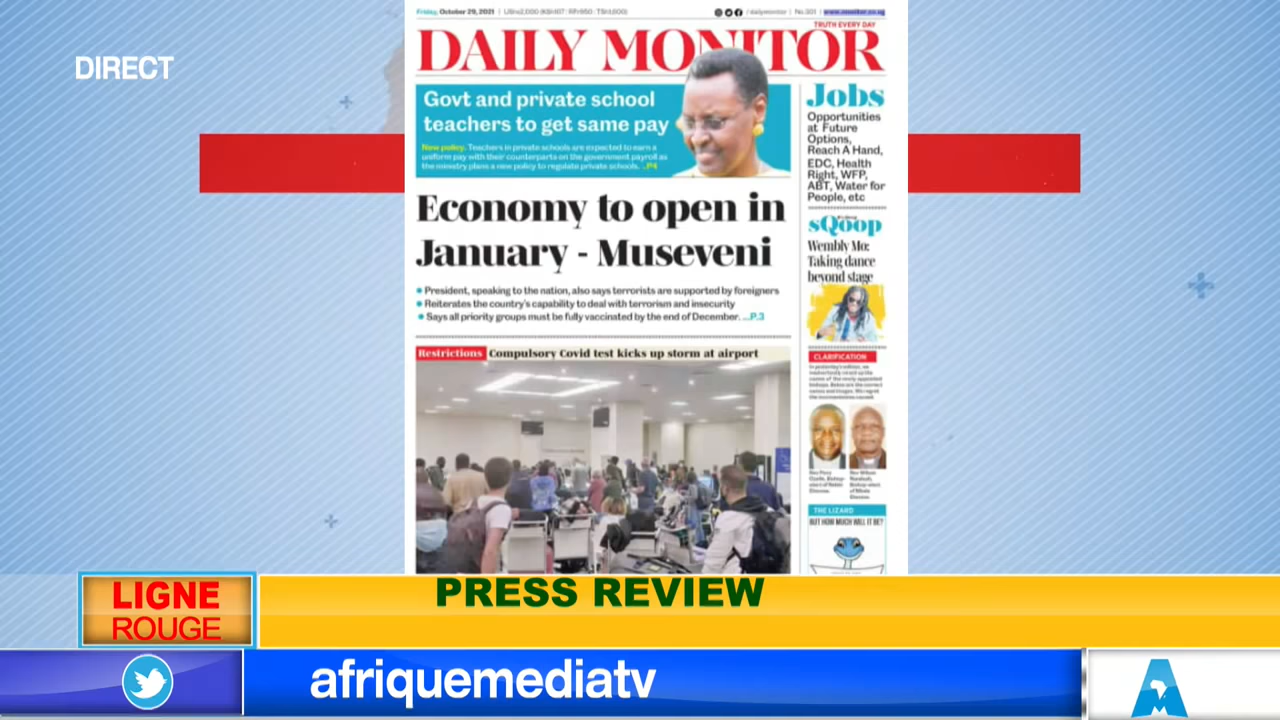 DIRECT
Friday, October 29, 2021
TRUTH EVERY DAY
DAILY MONITOR
Govt and private school
teachers to get same pay
New policy. Teachers in private schools are expected to earn a
uniform pay with their counterparts on the government payroll as
the ministry plans a new policy to regulate private schools. ..P4
Economy to open in
January - Museveni
President, speaking to the nation, also says terrorists are supported by foreigners
Reiterates the country's capability to deal with terrorism and insecurity
Says all priority groups must be fully vaccinated by the end of December. ...P.3
Restrictions Compulsory Covid test kicks up storm at airport
Jobs
Opportunities
at Future
Options,
Reach A Hand,
EDC, Health
Right, WFP,
ABT, Water for
People, etc
sQoop
Wembly Mo:
Taking dance
beyond stage
CLARIFICATION
THE LIZARD
BUT HOW MUCH WILL IT BE?
LIGNE
ROUGE
PRESS REVIEW
afriquemediatv